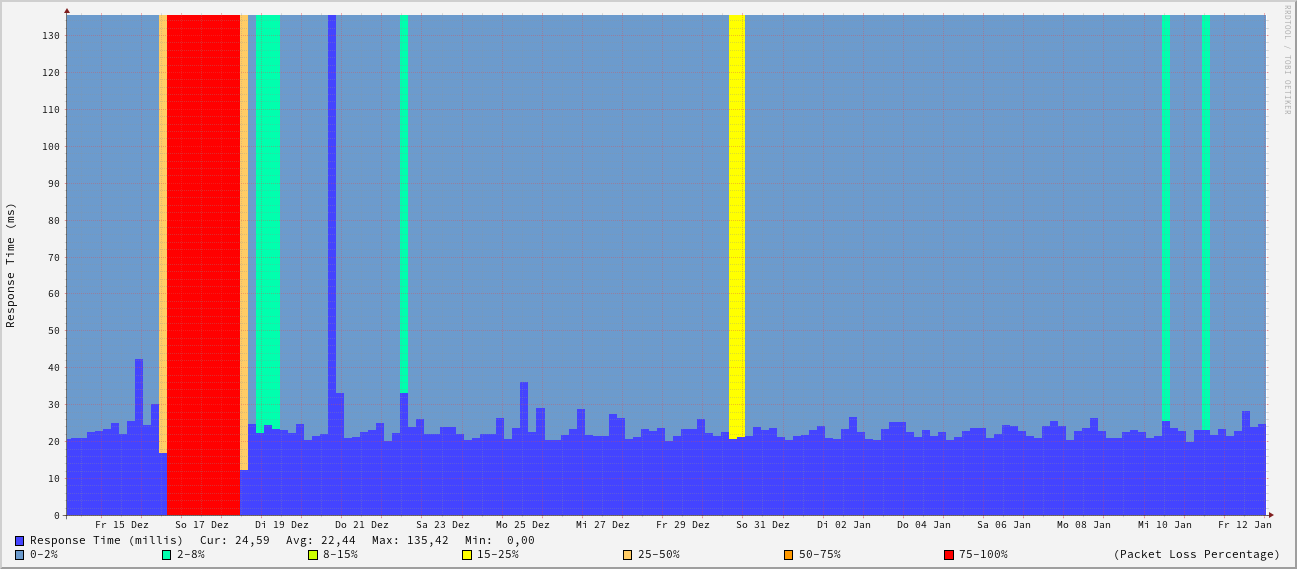 RRDTOOL / TOBI OETIKER
Response Time (ms)
130
120
110
100
90
80
70
60
50
40
30
20
10
0
Fr 15 Dez So 17 Dez Di 19 Dez Do 21 Dez Sa 23 Dez Mo 25 Dez Mi 27 Dez Fr 29 Dez So 31 Dez Di 02 Jan Do 04 Jan Sa 06 Jan Mo 08 Jan Mi 10 Jan Fr 12 Jan
Response Time (millis) Cur: 24,59 Avg: 22,44 Max: 135,42 Min: 0,00
0-2% 2-8% 8-15% 15-25% 25-50% 50-75% 75-100% (Packet Loss Percentage)